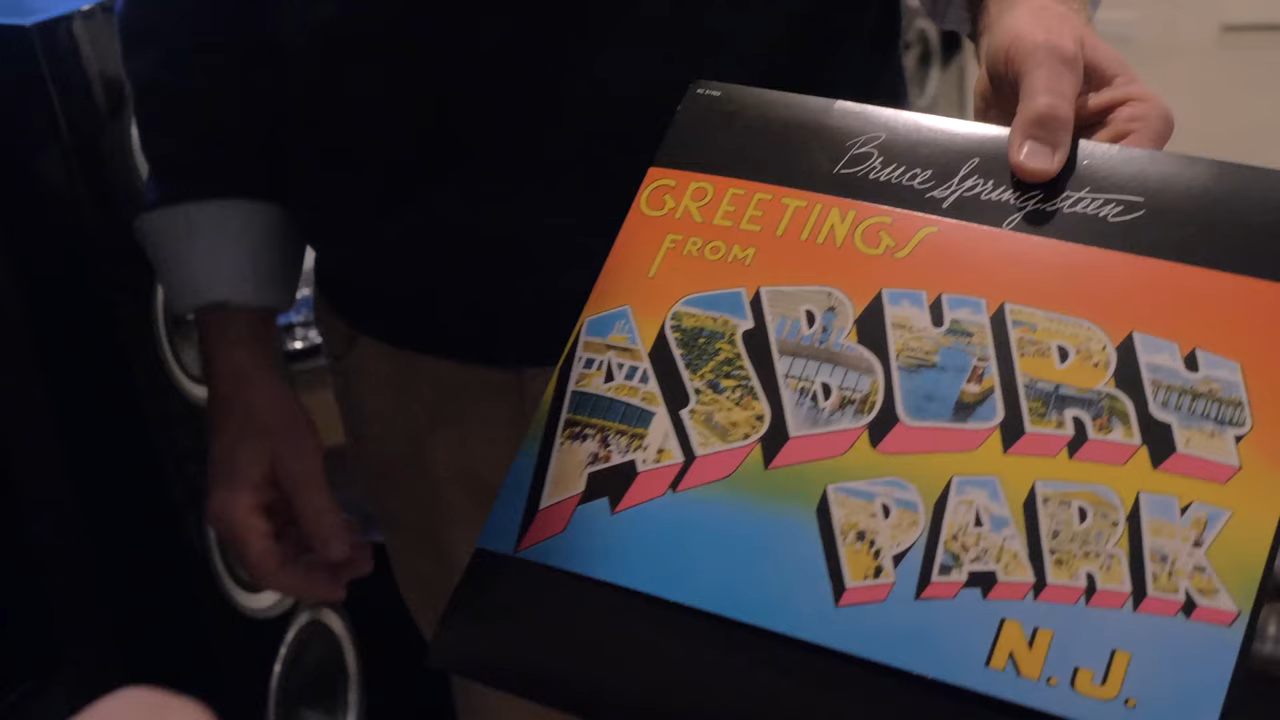 Bruce Springsteen
GREETINGS
FROM
ASBURY
PARK
N.J.